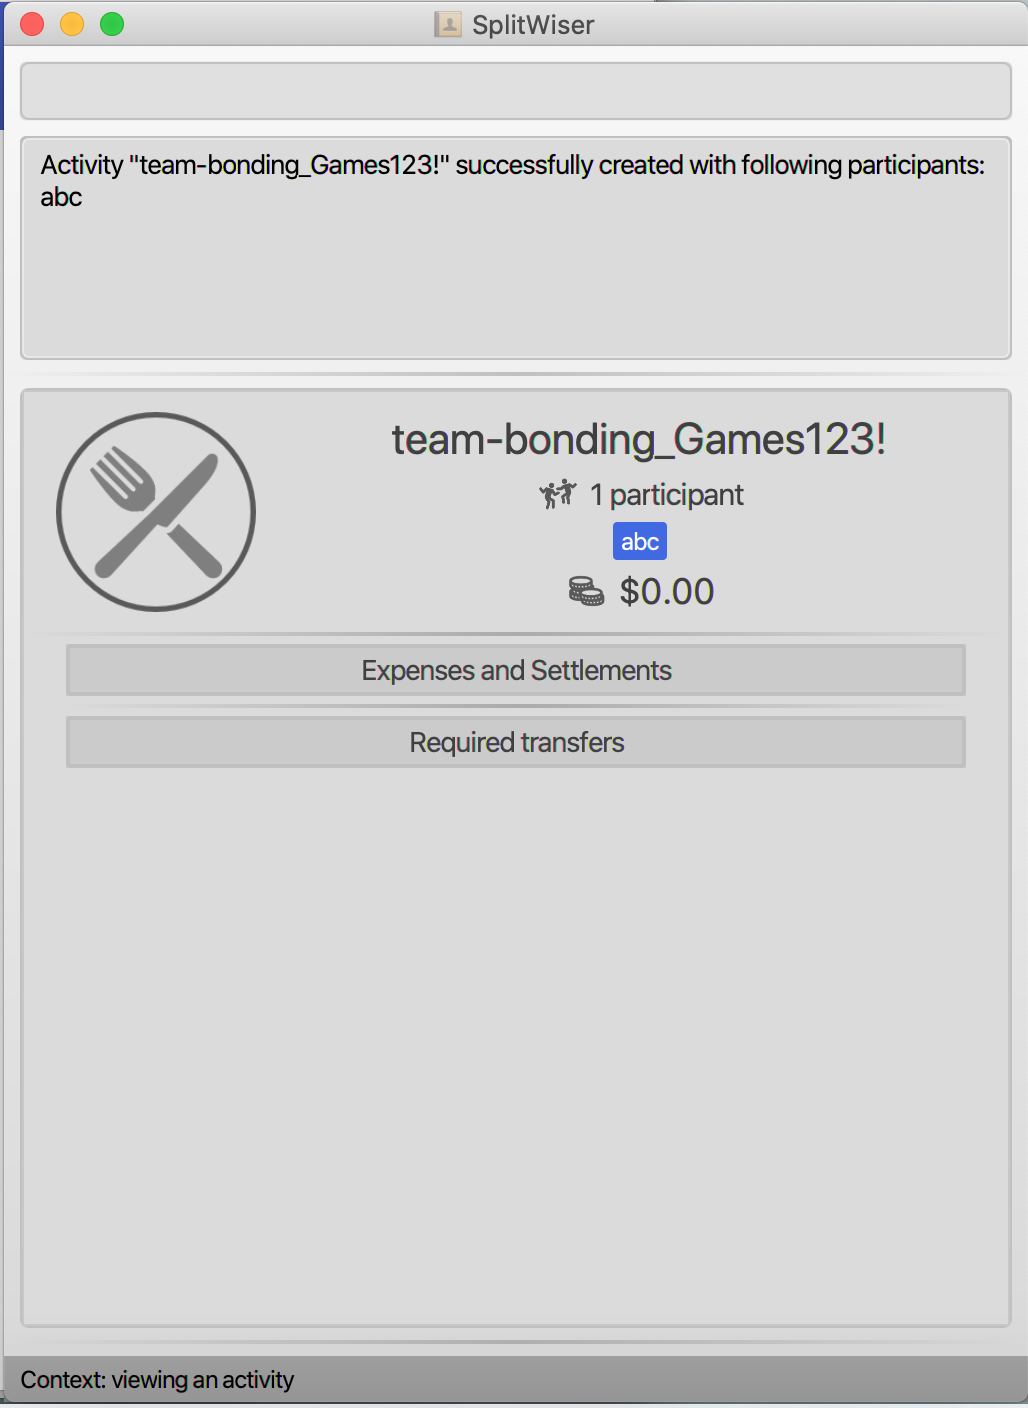 SplitWiser
Activity "team-bonding_Games123!" successfully created with following participants:
abc
team-bonding_Games123!
1 participant
abc
$0.00
Expenses and Settlements
Required transfers
Context: viewing an activity